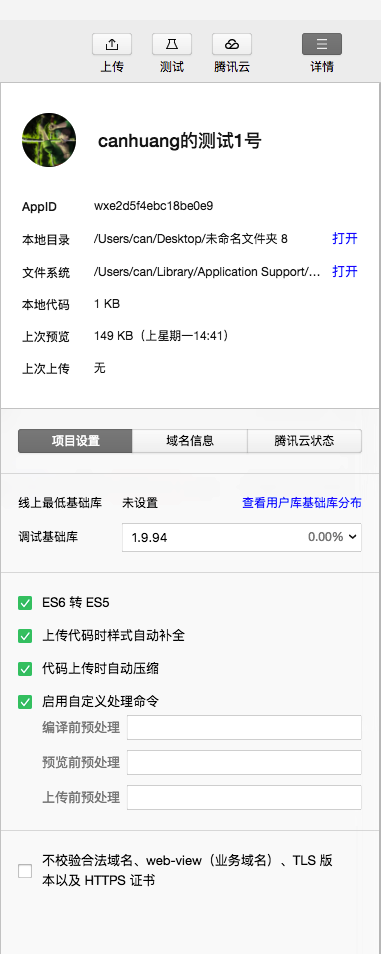 上传 测试 腾讯云 详情
canhuang的测试1号
AppID wxe2d5f4ebc18be0e9
本地目录 /Users/can/Desktop/未命名文件夹 8 打开
文件系统 /Users/can/Library/Application Support/... 打开
本地代码 1 KB
上次预览 149 KB（上星期一14:41）
上次上传 无
项目设置 域名信息 腾讯云状态
线上最低基础库 未设置 查看用户库基础库分布
调试基础库 1.9.94 0.00%
ES6 转 ES5
上传代码时样式自动补全
代码上传时自动压缩
启用自定义处理命令
编译前预处理
预览前预处理
上传前预处理
不校验合法域名、web-view（业务域名）、TLS 版
本以及 HTTPS 证书